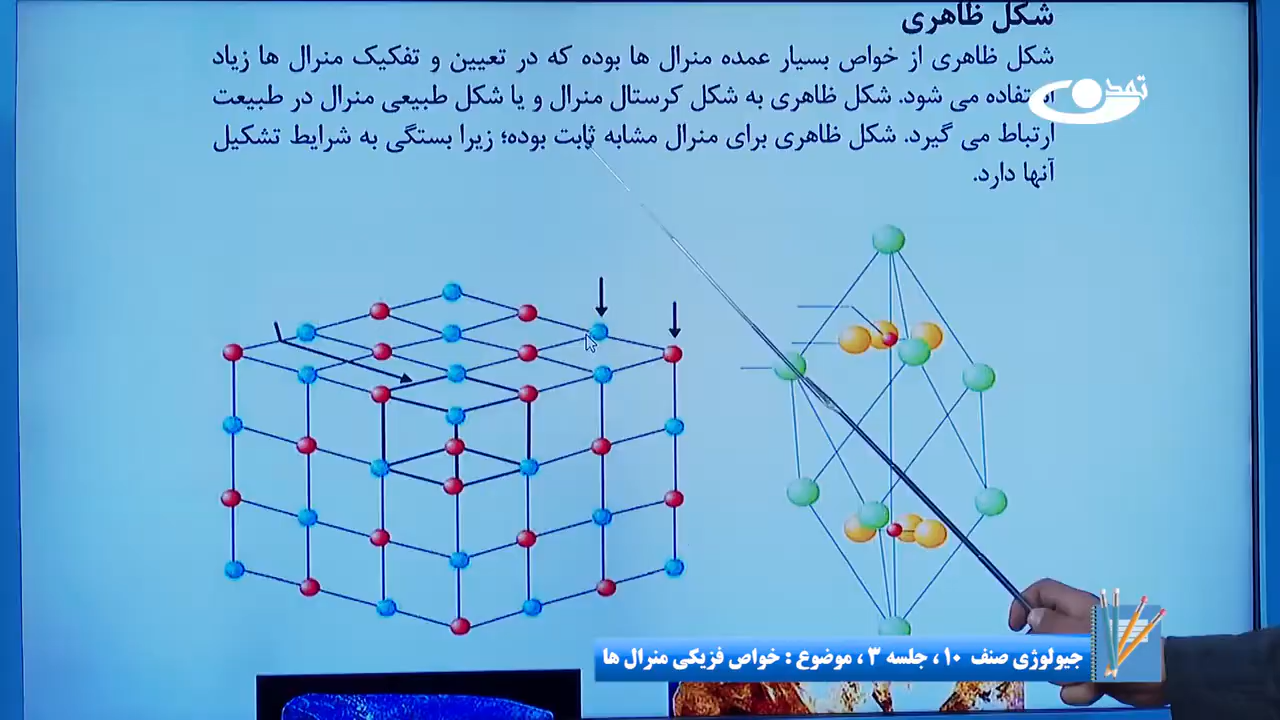 شکل ظاهری
شکل ظاهری از خواص بسیار عمده منرال ها بوده که در تعیین و تفکیک منرال ها زیاد
استفاده می شود. شکل ظاهری به شکل کرستال منرال و یا شکل طبیعی منرال در طبیعت
ارتباط می گیرد. شکل ظاهری برای منرال مشابه ثابت بوده؛ زیرا بستگی به شرایط تشکیل
آنها دارد.
تمدن
جیولوژی صنف ۱۰، جلسه ۳، موضوع : خواص فزیکی منرال ها